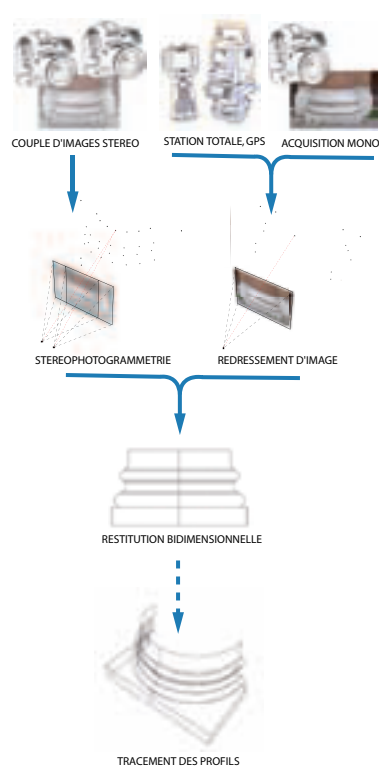 COUPLE D'IMAGES STEREO
STATION TOTALE, GPS
ACQUISITION MONO
STEREOPHOTOGRAMMETRIE
REDRESSEMENT D'IMAGE
RESTITUTION BIDIMENSIONNELLE
TRACEMENT DES PROFILS